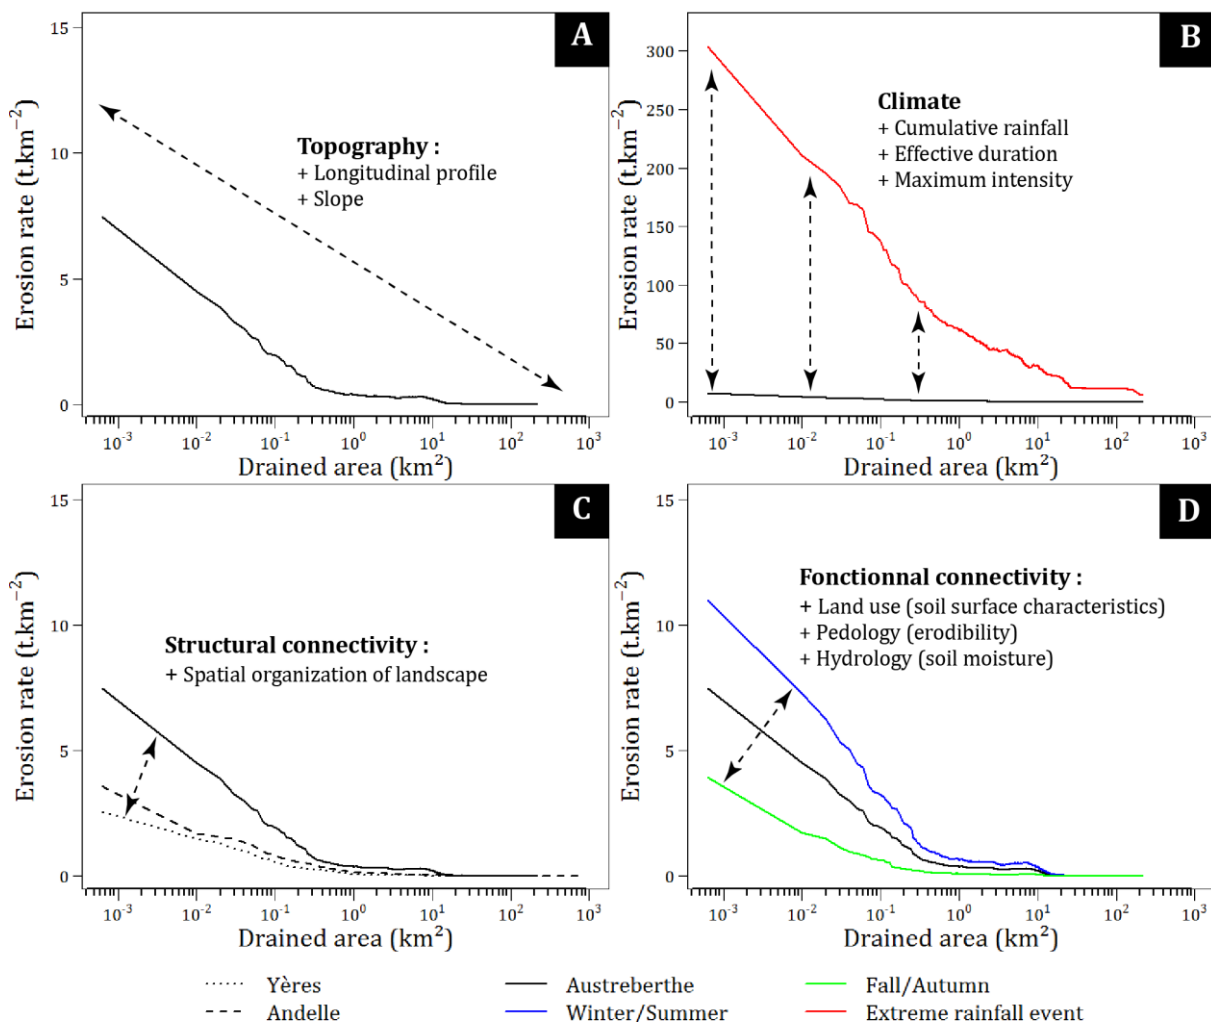 A
15
10
5
0
Erosion rate (t.km⁻²)
Topography :
+ Longitudinal profile
+ Slope
10⁻³ 10⁻² 10⁻¹ 10⁰ 10¹ 10² 10³
Drained area (km²)
B
300
250
200
150
100
50
0
Erosion rate (t.km⁻²)
Climate
+ Cumulative rainfall
+ Effective duration
+ Maximum intensity
10⁻³ 10⁻² 10⁻¹ 10⁰ 10¹ 10² 10³
Drained area (km²)
C
15
10
5
0
Erosion rate (t.km⁻²)
Structural connectivity :
+ Spatial organization of landscape
10⁻³ 10⁻² 10⁻¹ 10⁰ 10¹ 10² 10³
Drained area (km²)
D
15
10
5
0
Erosion rate (t.km⁻²)
Fonctionnal connectivity :
+ Land use (soil surface characteristics)
+ Pedology (erodibility)
+ Hydrology (soil moisture)
10⁻³ 10⁻² 10⁻¹ 10⁰ 10¹ 10² 10³
Drained area (km²)
Yères
Andelle
Austreberthe
Winter/Summer
Fall/Autumn
Extreme rainfall event